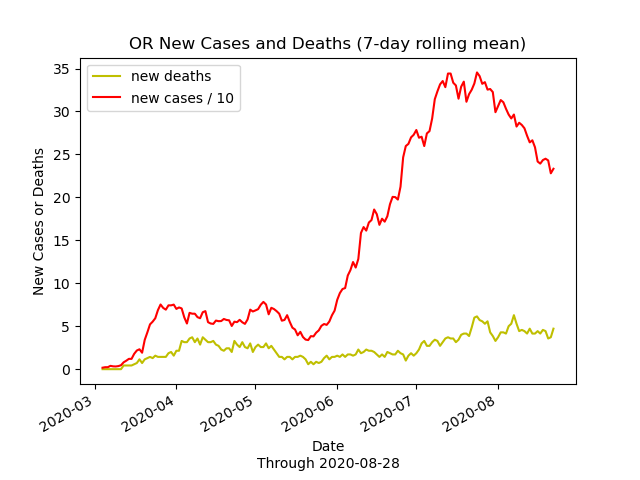 OR New Cases and Deaths (7-day rolling mean)
new deaths
new cases / 10
35
30
25
20
15
10
5
0
New Cases or Deaths
2020-03
2020-04
2020-05
2020-06
2020-07
2020-08
Date
Through 2020-08-28